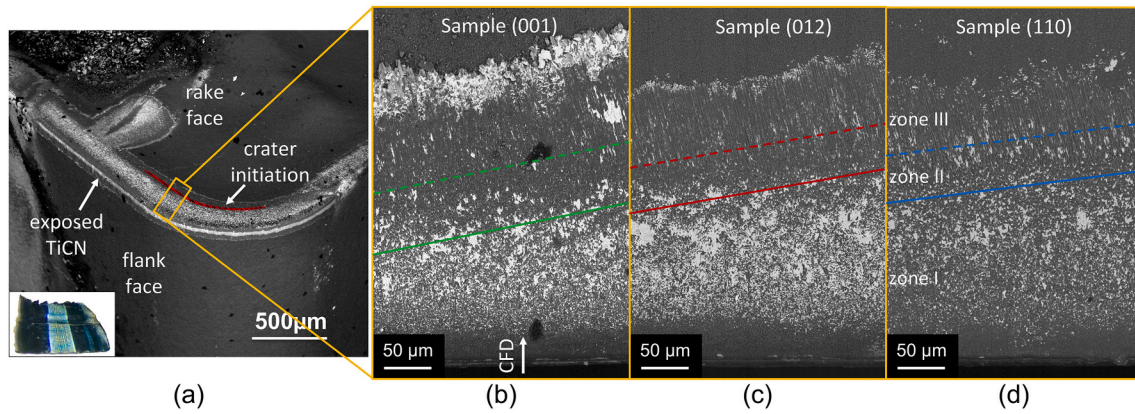 rake
face
crater
initiation
exposed
TiCN
flank
face
500μm
(a)
Sample (001)
CFD
50 μm
(b)
Sample (012)
50 μm
(c)
Sample (110)
zone III
zone II
zone I
50 μm
(d)